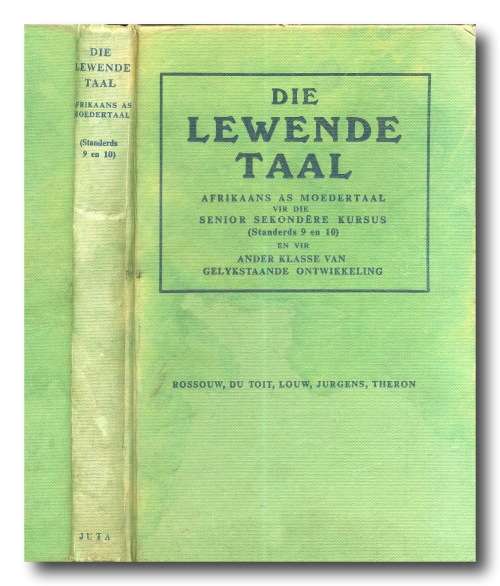 DIE
LEWENDE
TAAL
AFRIKAANS AS
MOEDERTAAL
(Standerds
9 en 10)
JUTA
DIE
LEWENDE
TAAL
AFRIKAANS AS MOEDERTAAL
VIR DIE
SENIOR SEKONDÊRE KURSUS
(Standerds 9 en 10)
EN VIR
ANDER KLASSE VAN
GELYKSTAANDE ONTWIKKELING
ROSSOUW, DU TOIT, LOUW, JURGENS, THERON